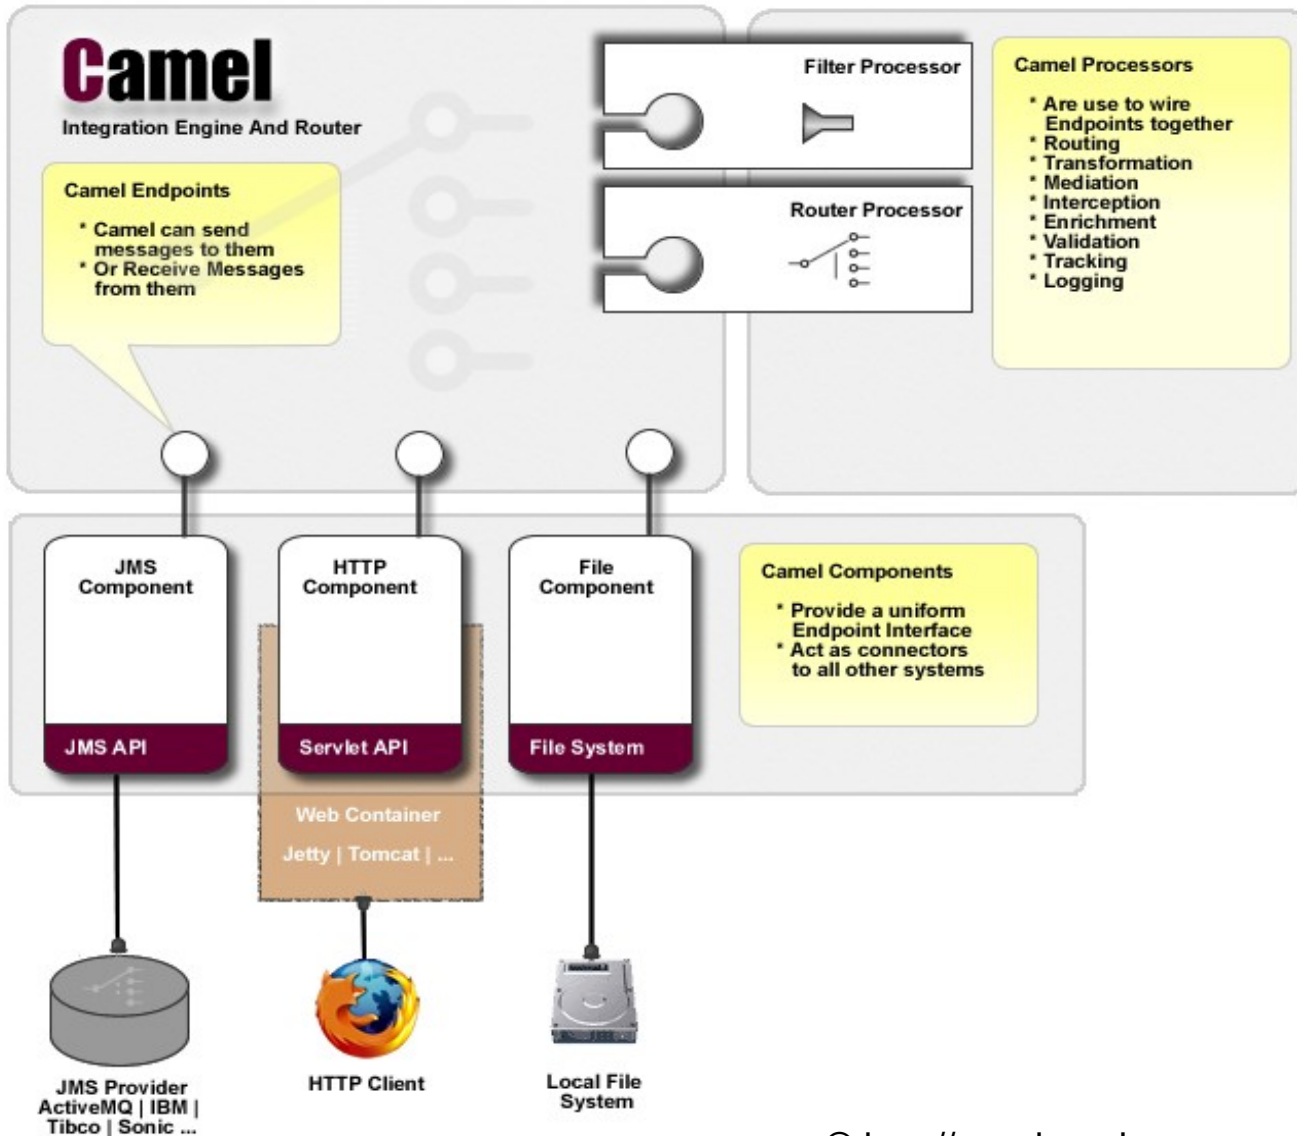 Camel
Integration Engine And Router
Camel Endpoints
* Camel can send
messages to them
* Or Receive Messages
from them
Filter Processor
Router Processor
Camel Processors
* Are use to wire
Endpoints together
* Routing
* Transformation
* Mediation
* Interception
* Enrichment
* Validation
* Tracking
* Logging
JMS
Component
JMS API
HTTP
Component
Servlet API
File
Component
File System
Camel Components
* Provide a uniform
Endpoint Interface
* Act as connectors
to all other systems
Web Container
Jetty | Tomcat | ...
JMS Provider
ActiveMQ | IBM |
Tibco | Sonic ...
HTTP Client
Local File
System